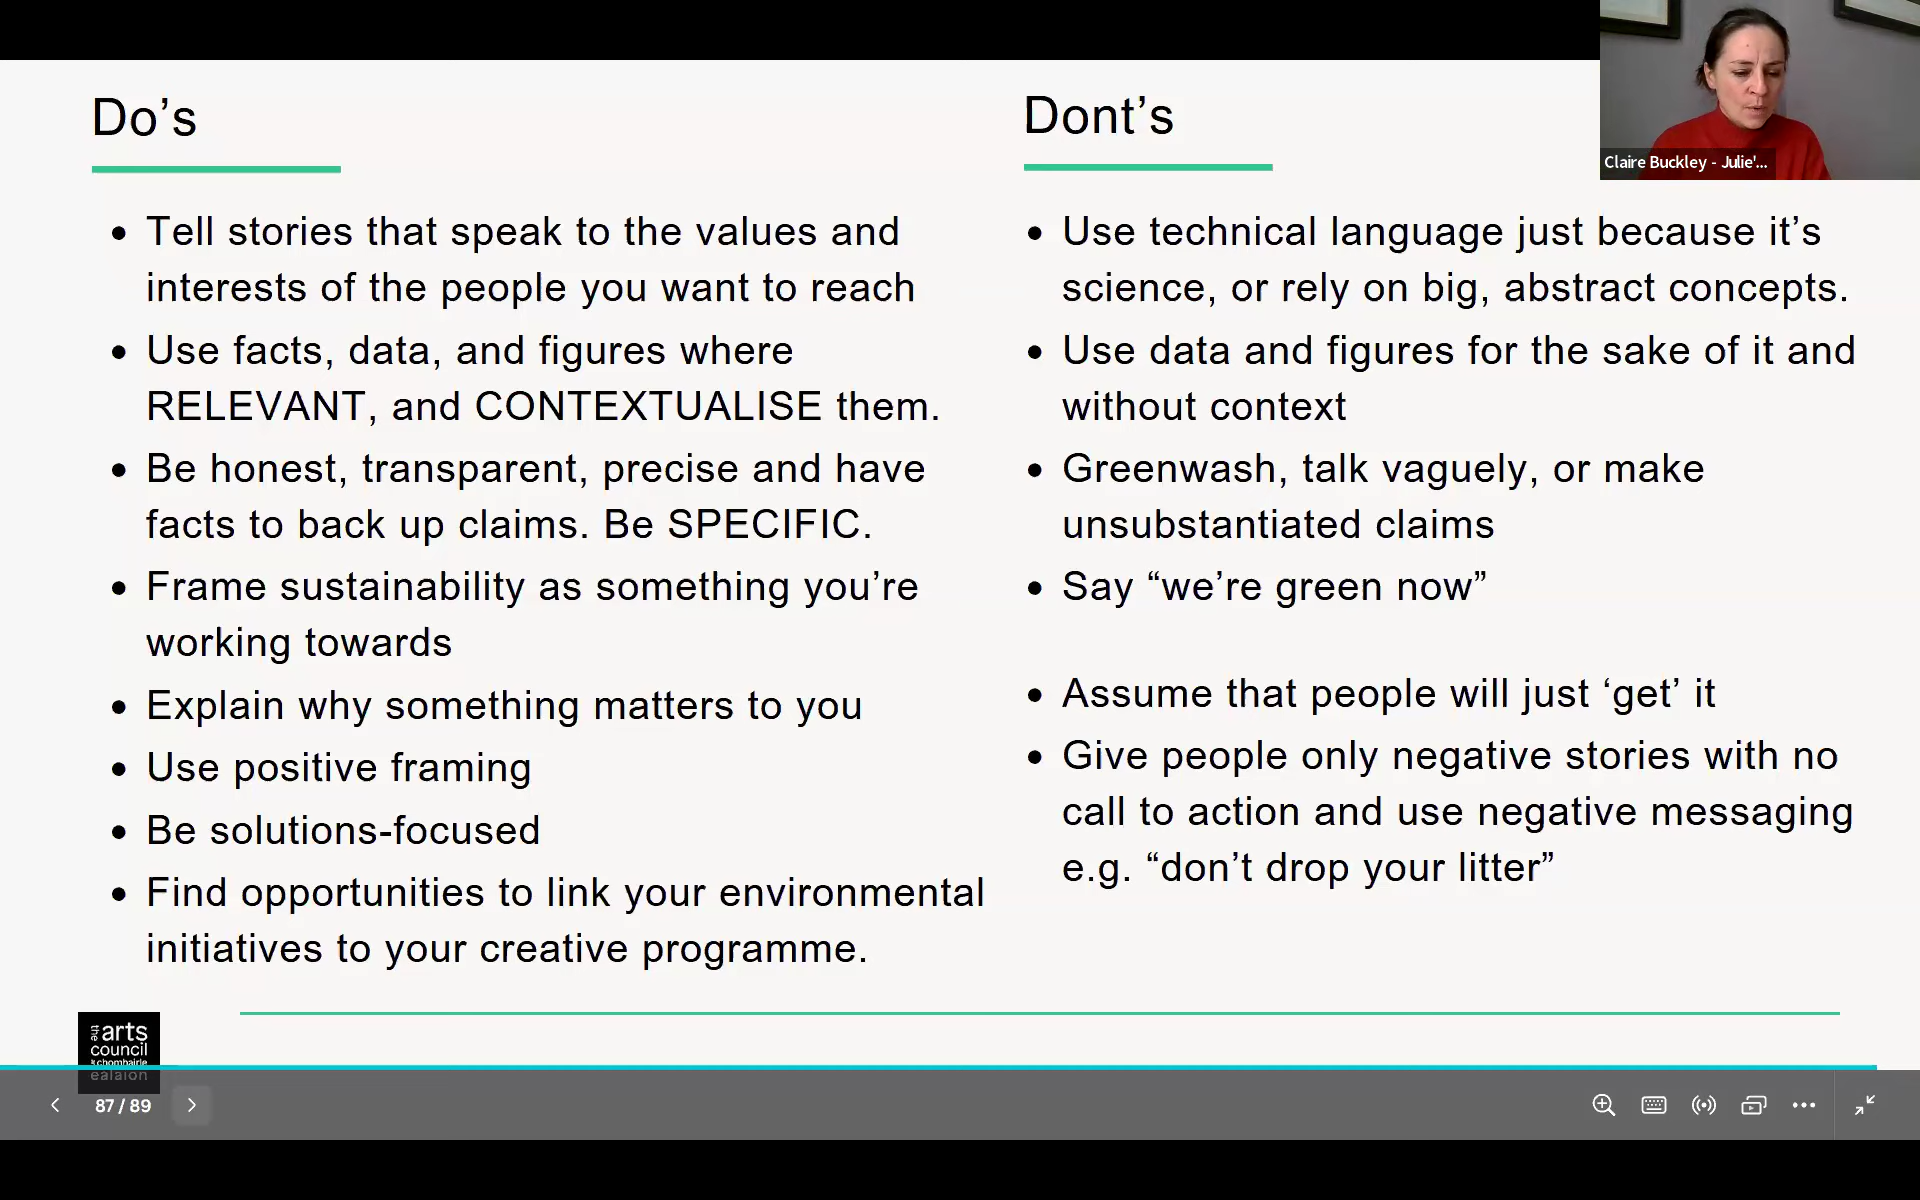 Do's
Tell stories that speak to the values and
interests of the people you want to reach
Use facts, data, and figures where
RELEVANT, and CONTEXTUALISE them.
Be honest, transparent, precise and have
facts to back up claims. Be SPECIFIC.
Frame sustainability as something you're
working towards
Explain why something matters to you
Use positive framing
Be solutions-focused
Find opportunities to link your environmental
initiatives to your creative programme.
Dont's
Use technical language just because it's
science, or rely on big, abstract concepts.
Use data and figures for the sake of it and
without context
Greenwash, talk vaguely, or make
unsubstantiated claims
Say “we're green now”
Assume that people will just ‘get’ it
Give people only negative stories with no
call to action and use negative messaging
e.g. “don't drop your litter”
Claire Buckley - Julie'...
the arts
council
chomhairle
ealaíon
87 / 89